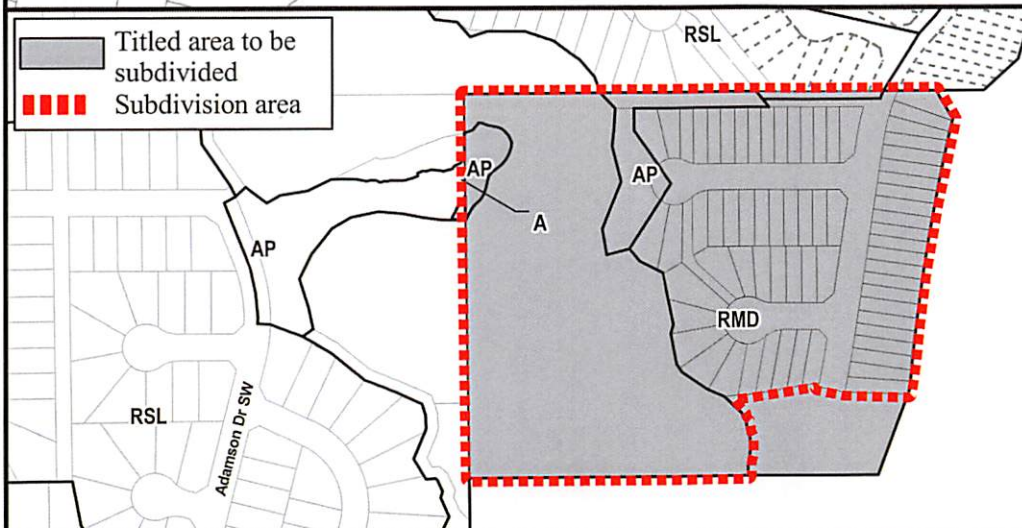 Titled area to be
subdivided
Subdivision area
RSL
AP
AP
A
AP
RMD
RSL
Adamson Dr SW